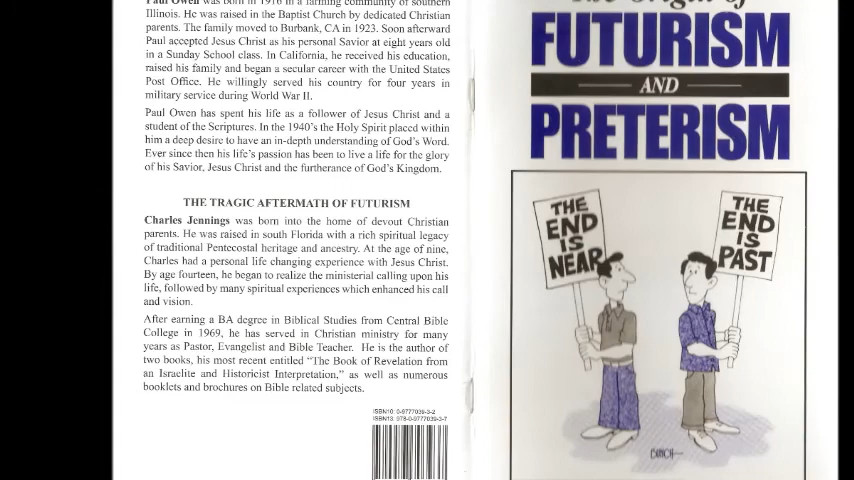 Paul Owen was born in 1916 in a farming community of southern
Illinois. He was raised in the Baptist Church by dedicated Christian
parents. The family moved to Burbank, CA in 1923. Soon afterward
Paul accepted Jesus Christ as his personal Savior at eight years old
in a Sunday School class. In California, he received his education,
raised his family and began a secular career with the United States
Post Office. He willingly served his country for four years in
military service during World War II.
Paul Owen has spent his life as a follower of Jesus Christ and a
student of the Scriptures. In the 1940's the Holy Spirit placed within
him a deep desire to have an in-depth understanding of God's Word.
Ever since then his life's passion has been to live a life for the glory
of his Savior, Jesus Christ and the furtherance of God's Kingdom.
THE TRAGIC AFTERMATH OF FUTURISM
Charles Jennings was born into the home of devout Christian
parents. He was raised in south Florida with a rich spiritual legacy
of traditional Pentecostal heritage and ancestry. At the age of nine,
Charles had a personal life changing experience with Jesus Christ.
By age fourteen, he began to realize the ministerial calling upon his
life, followed by many spiritual experiences which enhanced his call
and vision.
After earning a BA degree in Biblical Studies from Central Bible
College in 1969, he has served in Christian ministry for many
years as Pastor, Evangelist and Bible Teacher. He is the author of
two books, his most recent entitled "The Book of Revelation from
an Israelite and Historicist Interpretation," as well as numerous
booklets and brochures on Bible related subjects.
ISBN10: 0-9777039-3-2
ISBN13: 978-0-9777039-3-7
The Origin of
FUTURISM
AND
PRETERISM
THE
END
IS
NEAR
THE
END
IS
PAST
BUNCH